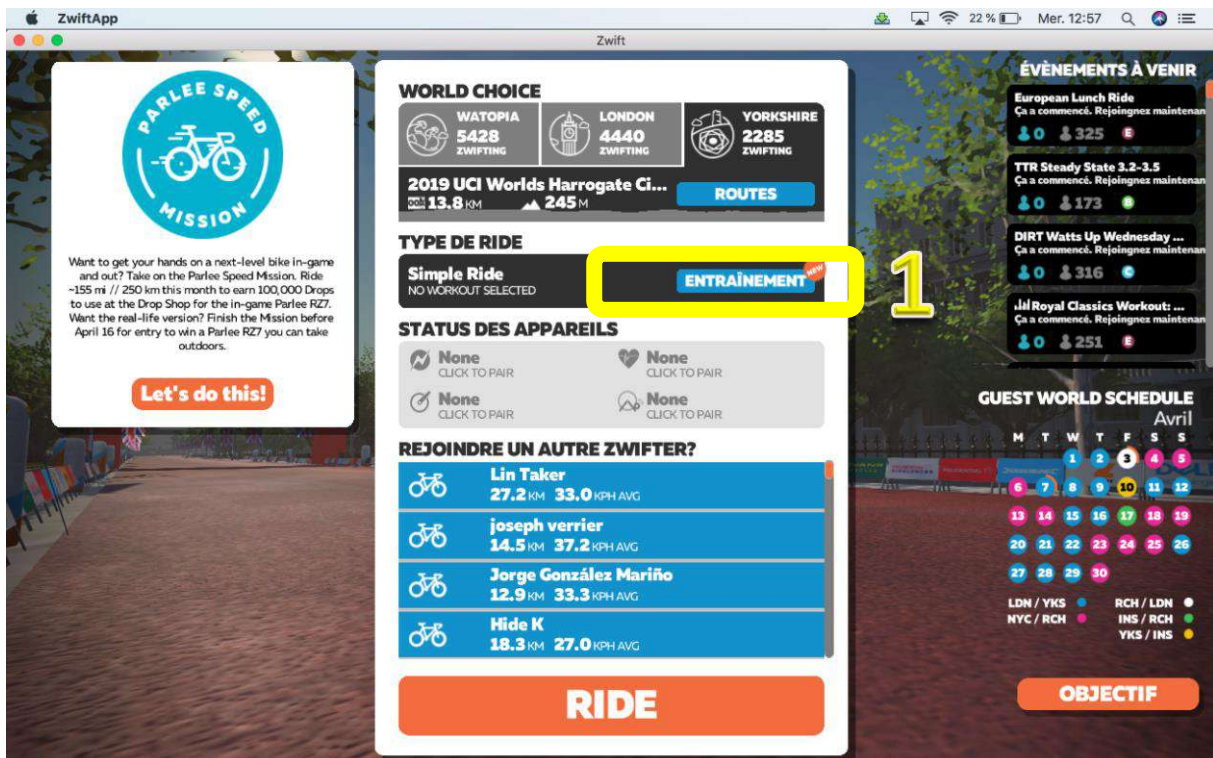 ZwiftApp
22 % Mer. 12:57
Zwift
PARLEE SPEED
MISSION
Want to get your hands on a next-level bike in-game
and out? Take on the Parlee Speed Mission. Ride
~155 mi // 250 km this month to earn 100,000 Drops
to use at the Drop Shop for the in-game Parlee RZ7.
Want the real-life version? Finish the Mission before
April 16 for entry to win a Parlee RZ7 you can take
outdoors.
Let's do this!
WORLD CHOICE
WATOPIA
5428
ZWIFTING
LONDON
4440
ZWIFTING
YORKSHIRE
2285
ZWIFTING
2019 UCI Worlds Harrogate Ci...
13.8 KM 245 M
ROUTES
TYPE DE RIDE
Simple Ride
NO WORKOUT SELECTED
ENTRAÎNEMENT
NEW
1
STATUS DES APPAREILS
None
CLICK TO PAIR
None
CLICK TO PAIR
None
CLICK TO PAIR
None
CLICK TO PAIR
REJOINDRE UN AUTRE ZWIFTER?
Lin Taker
27.2 KM 33.0 KPH AVG
joseph verrier
14.5 KM 37.2 KPH AVG
Jorge González Mariño
12.9 KM 33.3 KPH AVG
Hide K
18.3 KM 27.0 KPH AVG
RIDE
ÉVÈNEMENTS À VENIR
European Lunch Ride
Ça a commencé. Rejoingnez maintenan
0 325 E
TTR Steady State 3.2-3.5
Ça a commencé. Rejoingnez maintenan
0 173 B
DIRT Watts Up Wednesday ...
Ça a commencé. Rejoingnez maintenan
0 316 C
Royal Classics Workout: ...
Ça a commencé. Rejoingnez maintenan
0 251 E
GUEST WORLD SCHEDULE
Avril
M T W T F S S
1 2 3 4 5
6 7 8 9 10 11 12
13 14 15 16 17 18 19
20 21 22 23 24 25 26
27 28 29 30
LDN / YKS RCH / LDN
NYC / RCH INS / RCH
YKS / INS
OBJECTIF